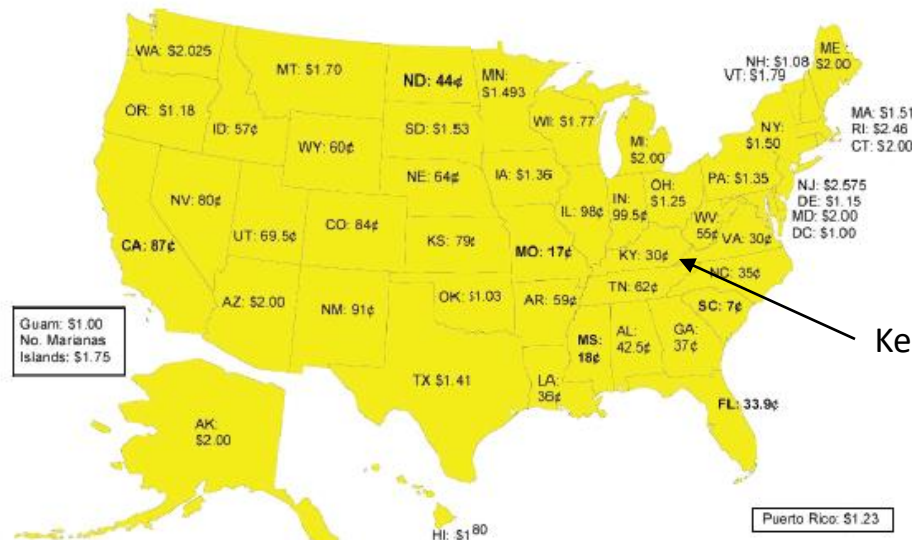 WA: $2.025
MT: $1.70
ND: 44¢
MN:
$1.493
ME :
$2.00
NH: $1.08
VT: $1.79
OR: $1.18
ID: 57¢
WY: 60¢
SD: $1.53
WI: $1.77
MI:
$2.00
NY:
$1.50
MA: $1.51
RI: $2.46
CT: $2.00
NE: 64¢
IA: $1.36
IL: 98¢
IN:
99.5¢
OH:
$1.25
PA: $1.35
NJ: $2.575
DE: $1.15
MD: $2.00
DC: $1.00
NV: 80¢
CA: 87¢
UT: 69.5¢
CO: 84¢
KS: 79¢
MO: 17¢
KY: 30¢
WV:
55¢
VA: 30¢
NC: 35¢
TN: 62¢
AZ: $2.00
NM: 91¢
OK: $1.03
AR: 59¢
SC: 7¢
MS:
18¢
AL:
42.5¢
GA:
37¢
Ke
TX $1.41
LA:
36¢
FL: 33.9¢
Guam: $1.00
No. Marianas
Islands: $1.75
AK:
$2.00
HI: $1 80
Puerto Rico: $1.23